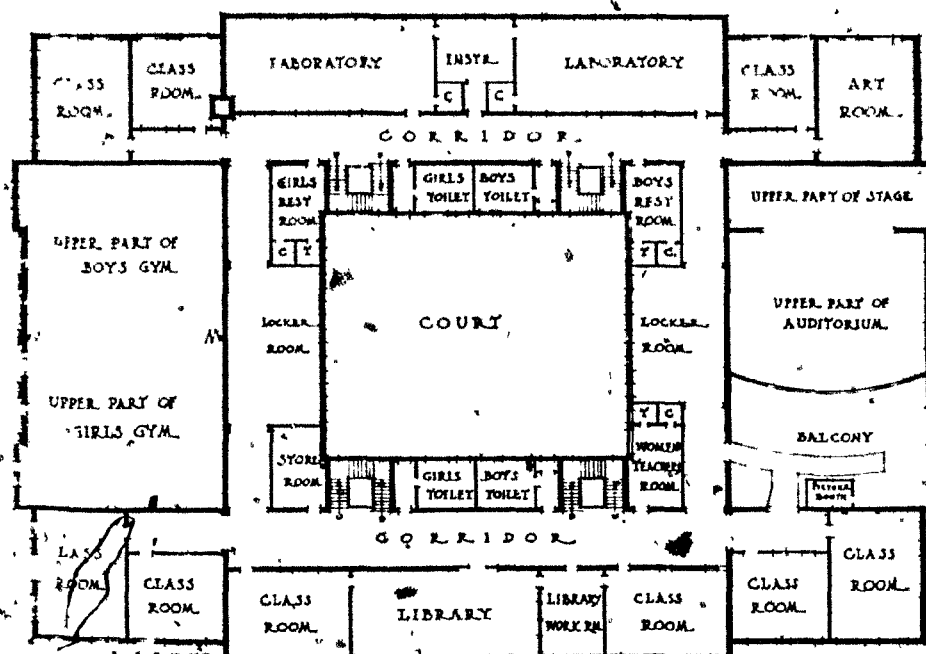 CLASS
ROOM
CLASS
ROOM
LABORATORY
INSTR.
C
C
LABORATORY
CLASS
ROOM
ART
ROOM
CORRIDOR
GIRLS
REST
ROOM
C T
GIRLS
TOILET
BOYS
TOILET
BOYS
REST
ROOM
T C
UPPER PART OF STAGE
UPPER PART OF
BOYS GYM
UPPER PART OF
GIRLS GYM
LOCKER
ROOM
COURT
LOCKER
ROOM
UPPER PART OF
AUDITORIUM
BALCONY
T C
WOMEN
TEACHERS
ROOM
STORE
ROOM
GIRLS
TOILET
BOYS
TOILET
BOOTH
CORRIDOR
LASS
ROOM
CLASS
ROOM
CLASS
ROOM
LIBRARY
LIBRARY
WORK RM.
CLASS
ROOM
CLASS
ROOM
CLASS
ROOM